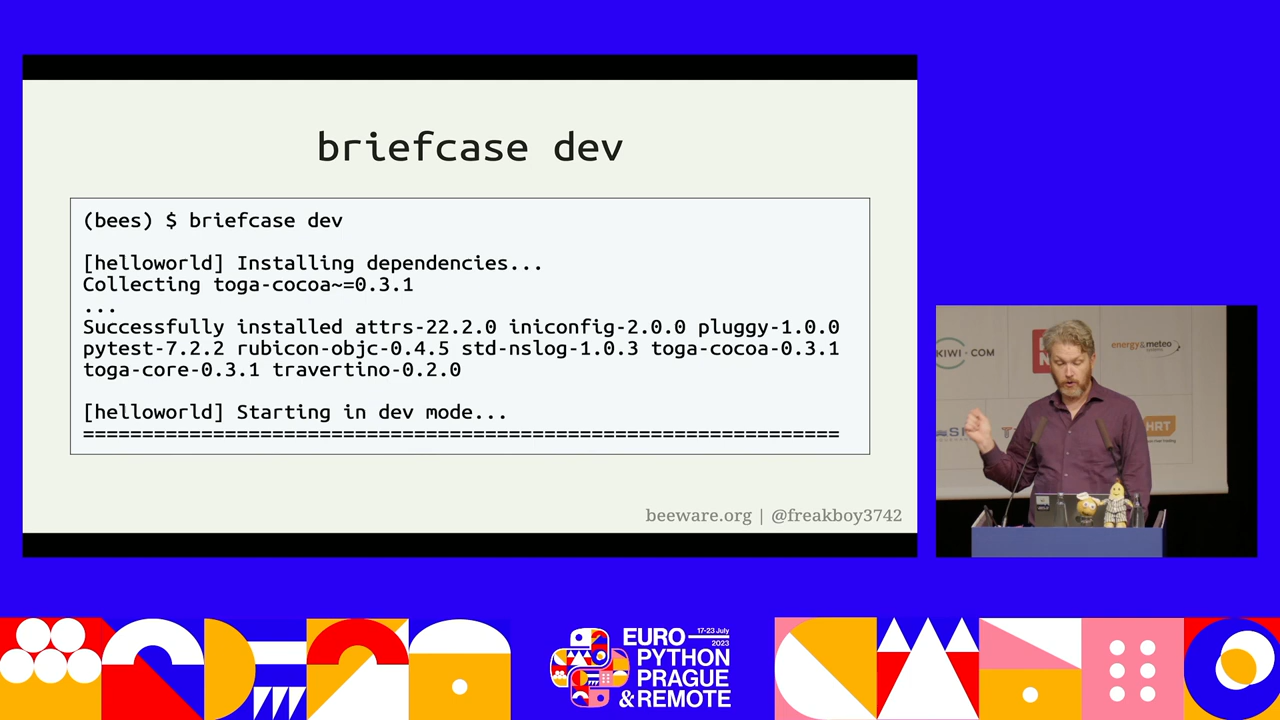 briefcase dev
(bees) $ briefcase dev
[helloworld] Installing dependencies...
Collecting toga-cocoa~=0.3.1
...
Successfully installed attrs-22.2.0 iniconfig-2.0.0 pluggy-1.0.0
pytest-7.2.2 rubicon-objc-0.4.5 std-nslog-1.0.3 toga-cocoa-0.3.1
toga-core-0.3.1 travertino-0.2.0
[helloworld] Starting in dev mode...
================================================================
beeware.org | @freakboy3742
KIWI.COM
energy&meteo
systems
HRT
17-23 July
2023
EURO
PYTHON
PRAGUE
&REMOTE